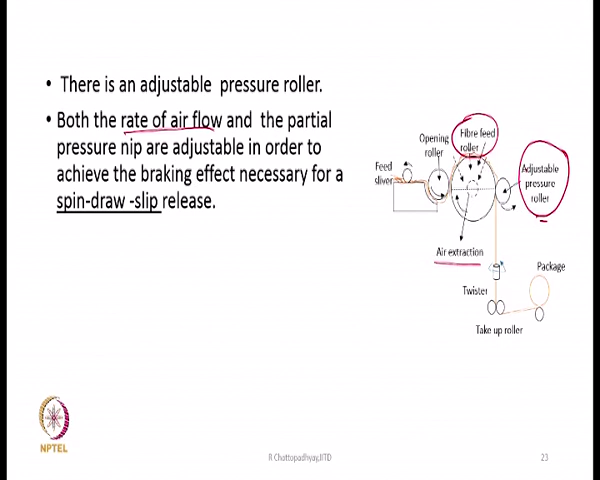 • There is an adjustable pressure roller.
• Both the rate of air flow and the partial
pressure nip are adjustable in order to
achieve the braking effect necessary for a
spin-draw -slip release.
Opening
roller
Fibre feed
roller
Feed
sliver
Adjustable
pressure
roller
Air extraction
Package
Twister
Take up roller
NPTEL
R Chattopadhyay,IITD
23